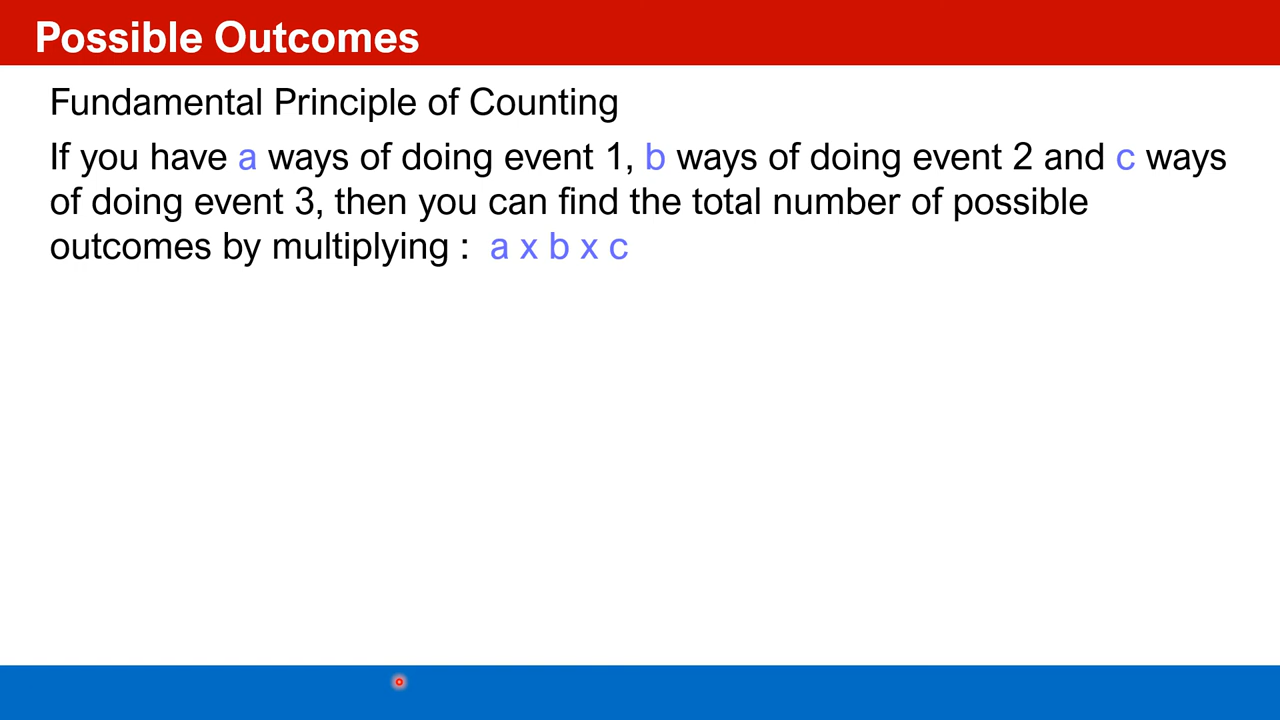 Possible Outcomes
Fundamental Principle of Counting
If you have a ways of doing event 1, b ways of doing event 2 and c ways
of doing event 3, then you can find the total number of possible
outcomes by multiplying : a x b x c